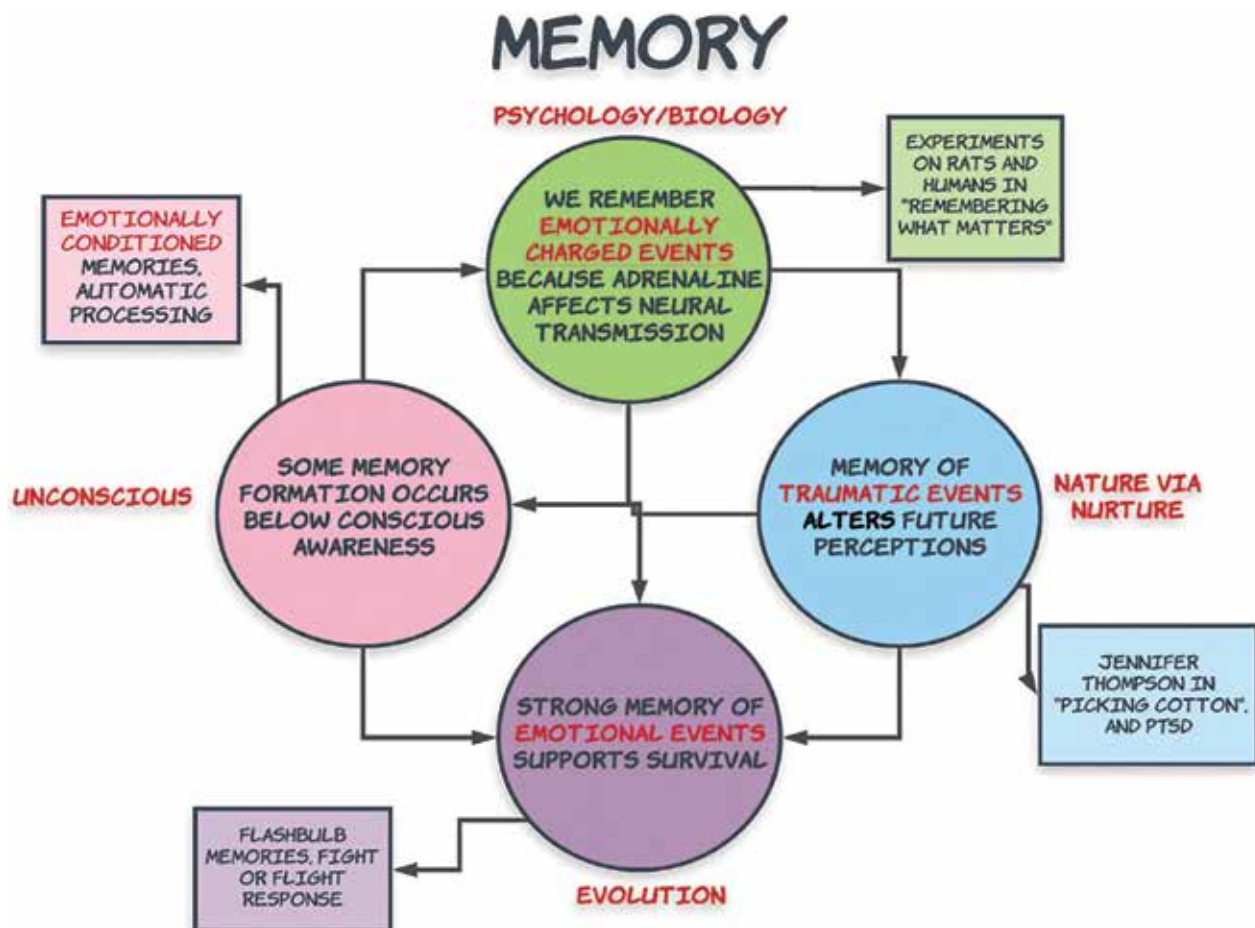 MEMORY
PSYCHOLOGY/BIOLOGY
WE REMEMBER
EMOTIONALLY
CHARGED EVENTS
BECAUSE ADRENALINE
AFFECTS NEURAL
TRANSMISSION
EXPERIMENTS
ON RATS AND
HUMANS IN
"REMEMBERING
WHAT MATTERS"
EMOTIONALLY
CONDITIONED
MEMORIES,
AUTOMATIC
PROCESSING
UNCONSCIOUS
SOME MEMORY
FORMATION OCCURS
BELOW CONSCIOUS
AWARENESS
MEMORY OF
TRAUMATIC EVENTS
ALTERS FUTURE
PERCEPTIONS
NATURE VIA
NURTURE
JENNIFER
THOMPSON IN
"PICKING COTTON",
AND PTSD
STRONG MEMORY OF
EMOTIONAL EVENTS
SUPPORTS SURVIVAL
FLASHBULB
MEMORIES, FIGHT
OR FLIGHT
RESPONSE
EVOLUTION